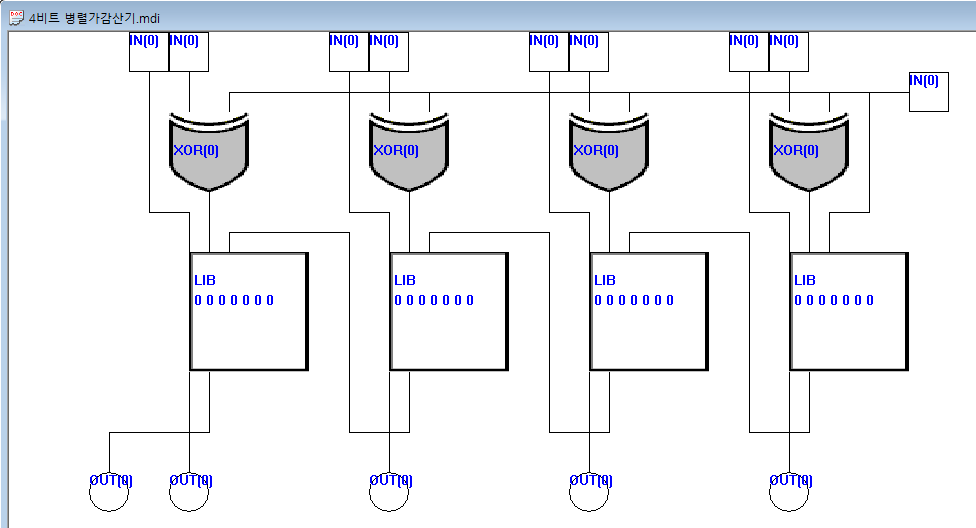 DOC 4비트 병렬가감산기.mdi
IN(0) IN(0) IN(0) IN(0) IN(0) IN(0) IN(0) IN(0)
IN(0)
XOR(0) XOR(0) XOR(0) XOR(0)
LIB LIB LIB LIB
0 0 0 0 0 0 0 0 0 0 0 0 0 0 0 0 0 0 0 0 0 0 0 0 0 0 0 0
OUT(0) OUT(0) OUT(0) OUT(0) OUT(0)